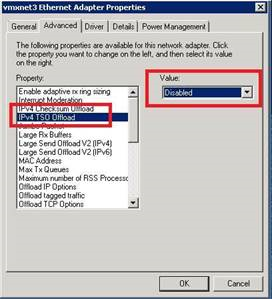 vmxnet3 Ethernet Adapter Properties
General Advanced Driver Details Power Management
The following properties are available for this network adapter. Click
the property you want to change on the left, and then select its value
on the right.
Property:
Value:
Enable adaptive rx ring sizing
Disabled
Interrupt Moderation
IPv4 Checksum Offload
IPv4 TSO Offload
Jumbo Packet
Large Rx Buffers
Large Send Offload V2 (IPv4)
Large Send Offload V2 (IPv6)
MAC Address
Max Tx Queues
Maximum number of RSS Processo
Offload IP Options
Offload tagged traffic
Offload TCP Options
OK Cancel